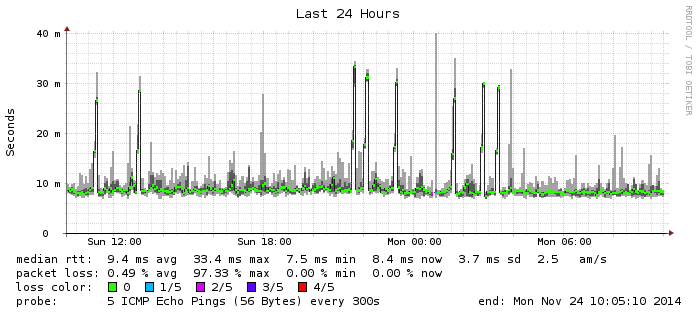 Last 24 Hours
RRDTOOL / TOBI OETIKER
Seconds
40 m
30 m
20 m
10 m
0
Sun 12:00 Sun 18:00 Mon 00:00 Mon 06:00
median rtt: 9.4 ms avg 33.4 ms max 7.5 ms min 8.4 ms now 3.7 ms sd 2.5 am/s
packet loss: 0.49 % avg 97.33 % max 0.00 % min 0.00 % now
loss color: 0 1/5 2/5 3/5 4/5
probe: 5 ICMP Echo Pings (56 Bytes) every 300s end: Mon Nov 24 10:05:10 2014